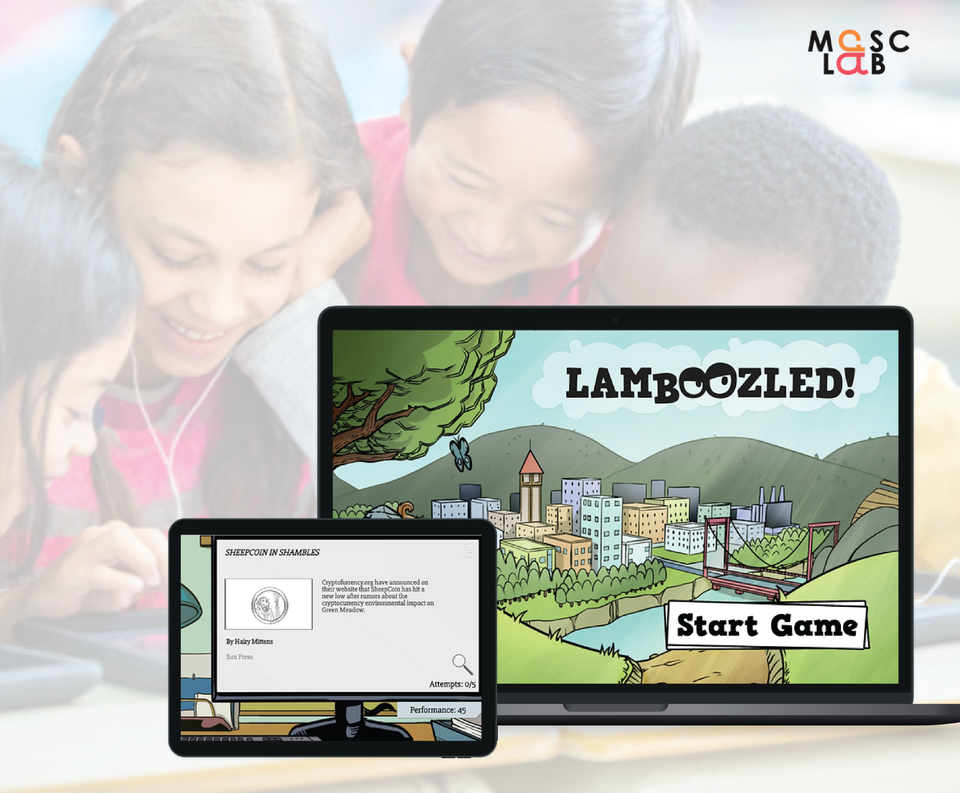 MaSC
LaB
LAMBOOZLED!
Start Game
SHEEPCOIN IN SHAMBLES
Cryptofurrency.org have announced on
their website that SheepCoin has hit a
new low after rumors about the
cryptocurrency environmental impact on
Green Meadow.
By Hairy Mittens
Sun Press
Attempts: 0/5
Performance: 45